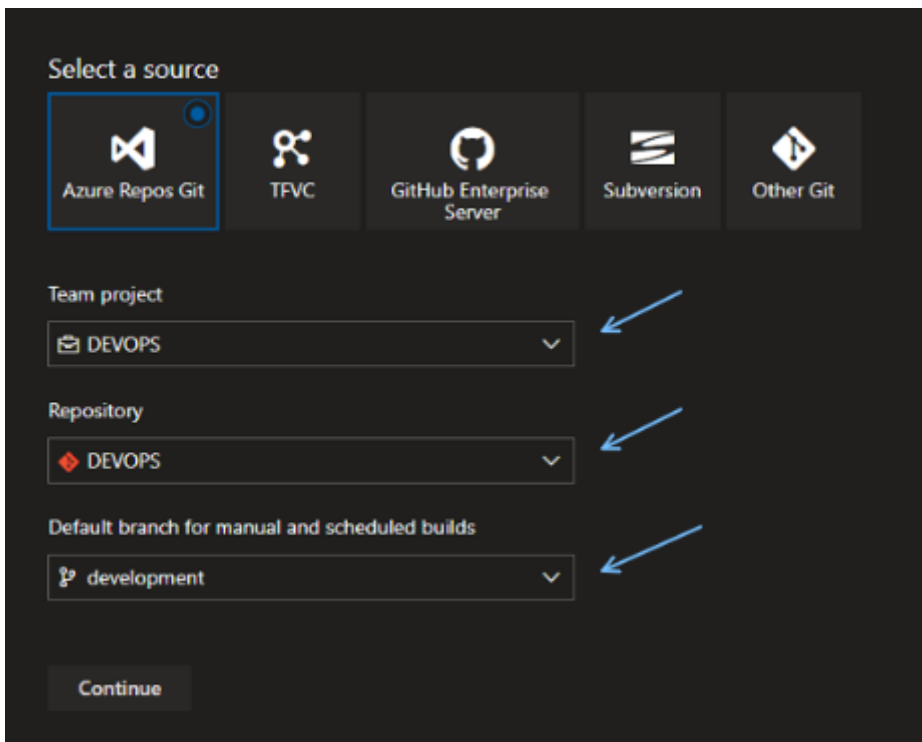 Select a source
Azure Repos Git
TFVC
GitHub Enterprise
Server
Subversion
Other Git
Team project
DEVOPS
Repository
DEVOPS
Default branch for manual and scheduled builds
development
Continue